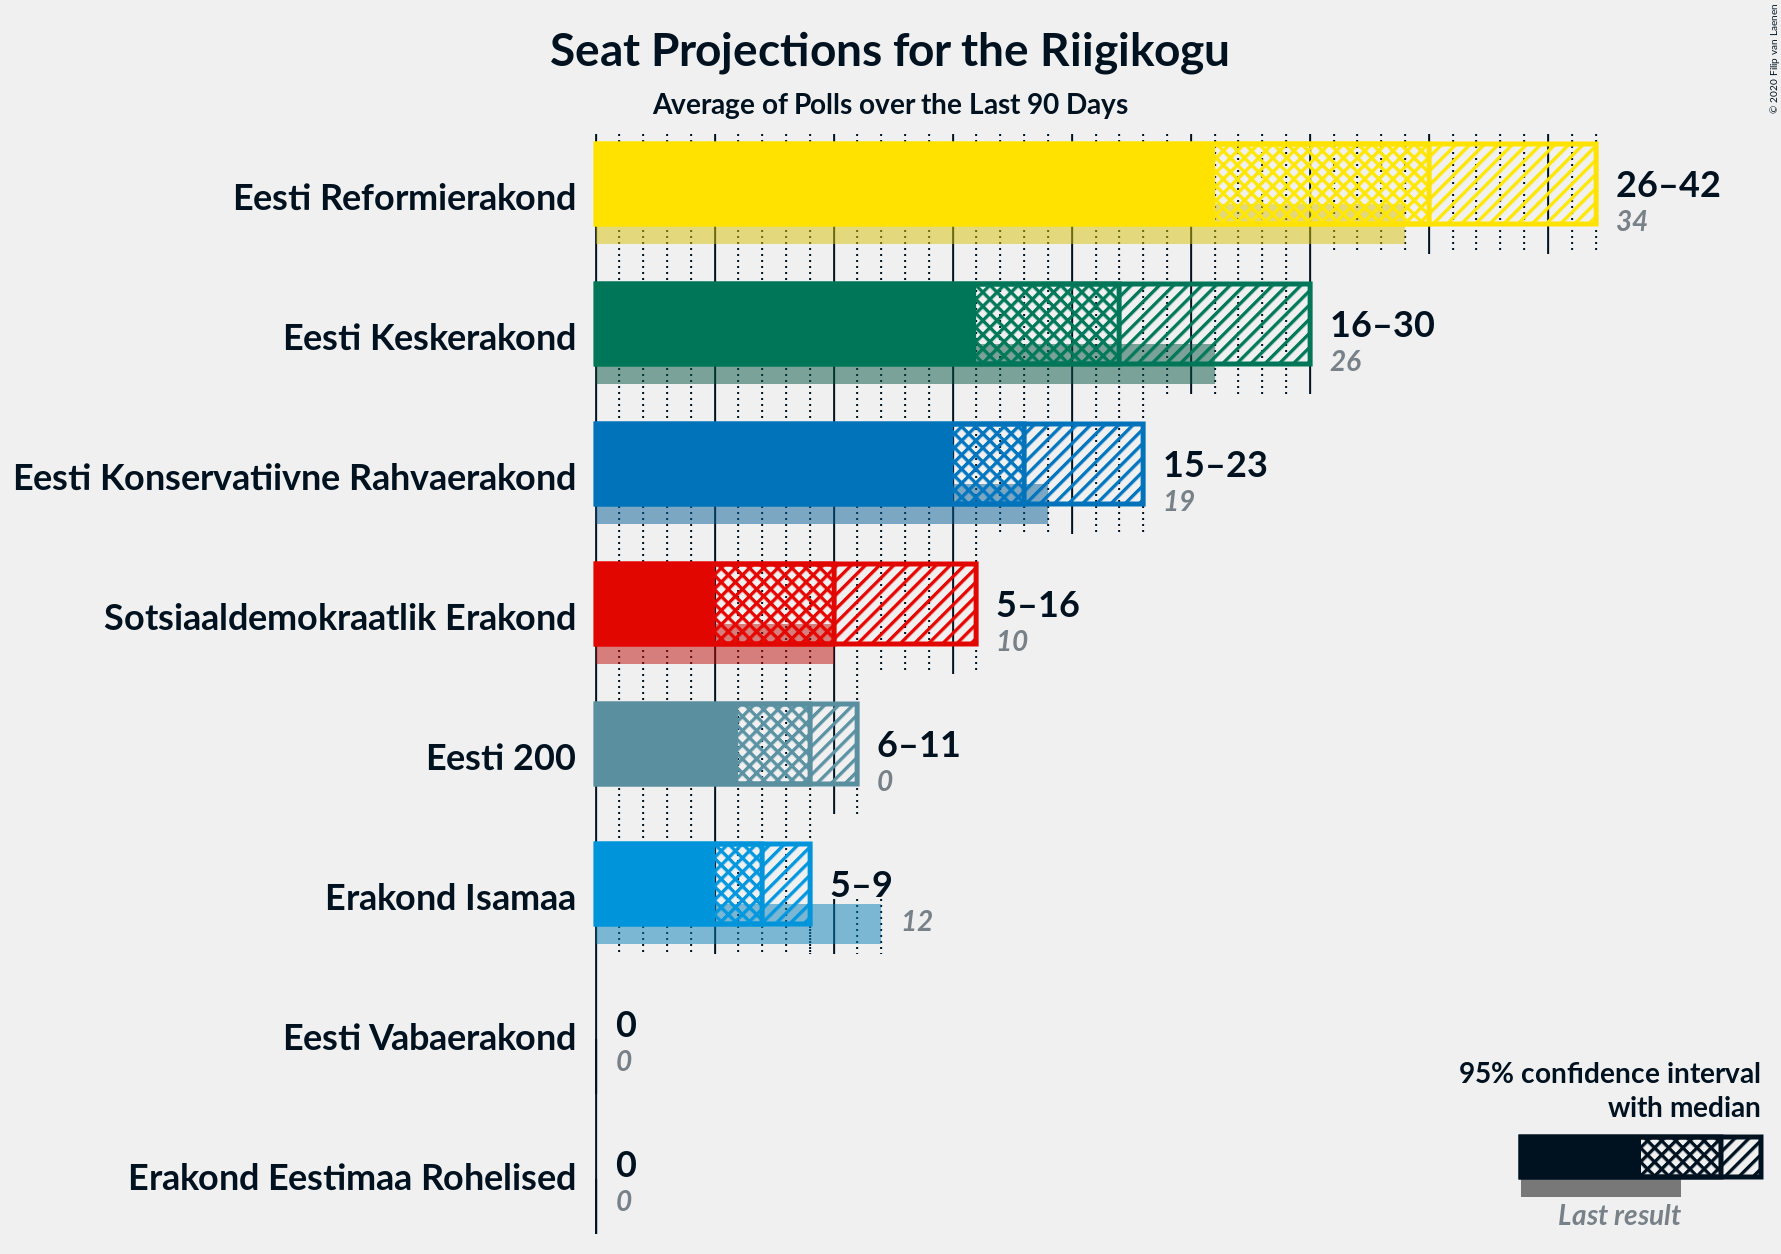 Seat Projections for the Riigikogu
Average of Polls over the Last 90 Days
© 2020 Filip van Laenen
Eesti Reformierakond
26–42
34
Eesti Keskerakond
16–30
26
Eesti Konservatiivne Rahvaerakond
15–23
19
Sotsiaaldemokraatlik Erakond
5–16
10
Eesti 200
6–11
0
Erakond Isamaa
5–9
12
Eesti Vabaerakond
0
0
Erakond Eestimaa Rohelised
0
0
95% confidence interval
with median
Last result